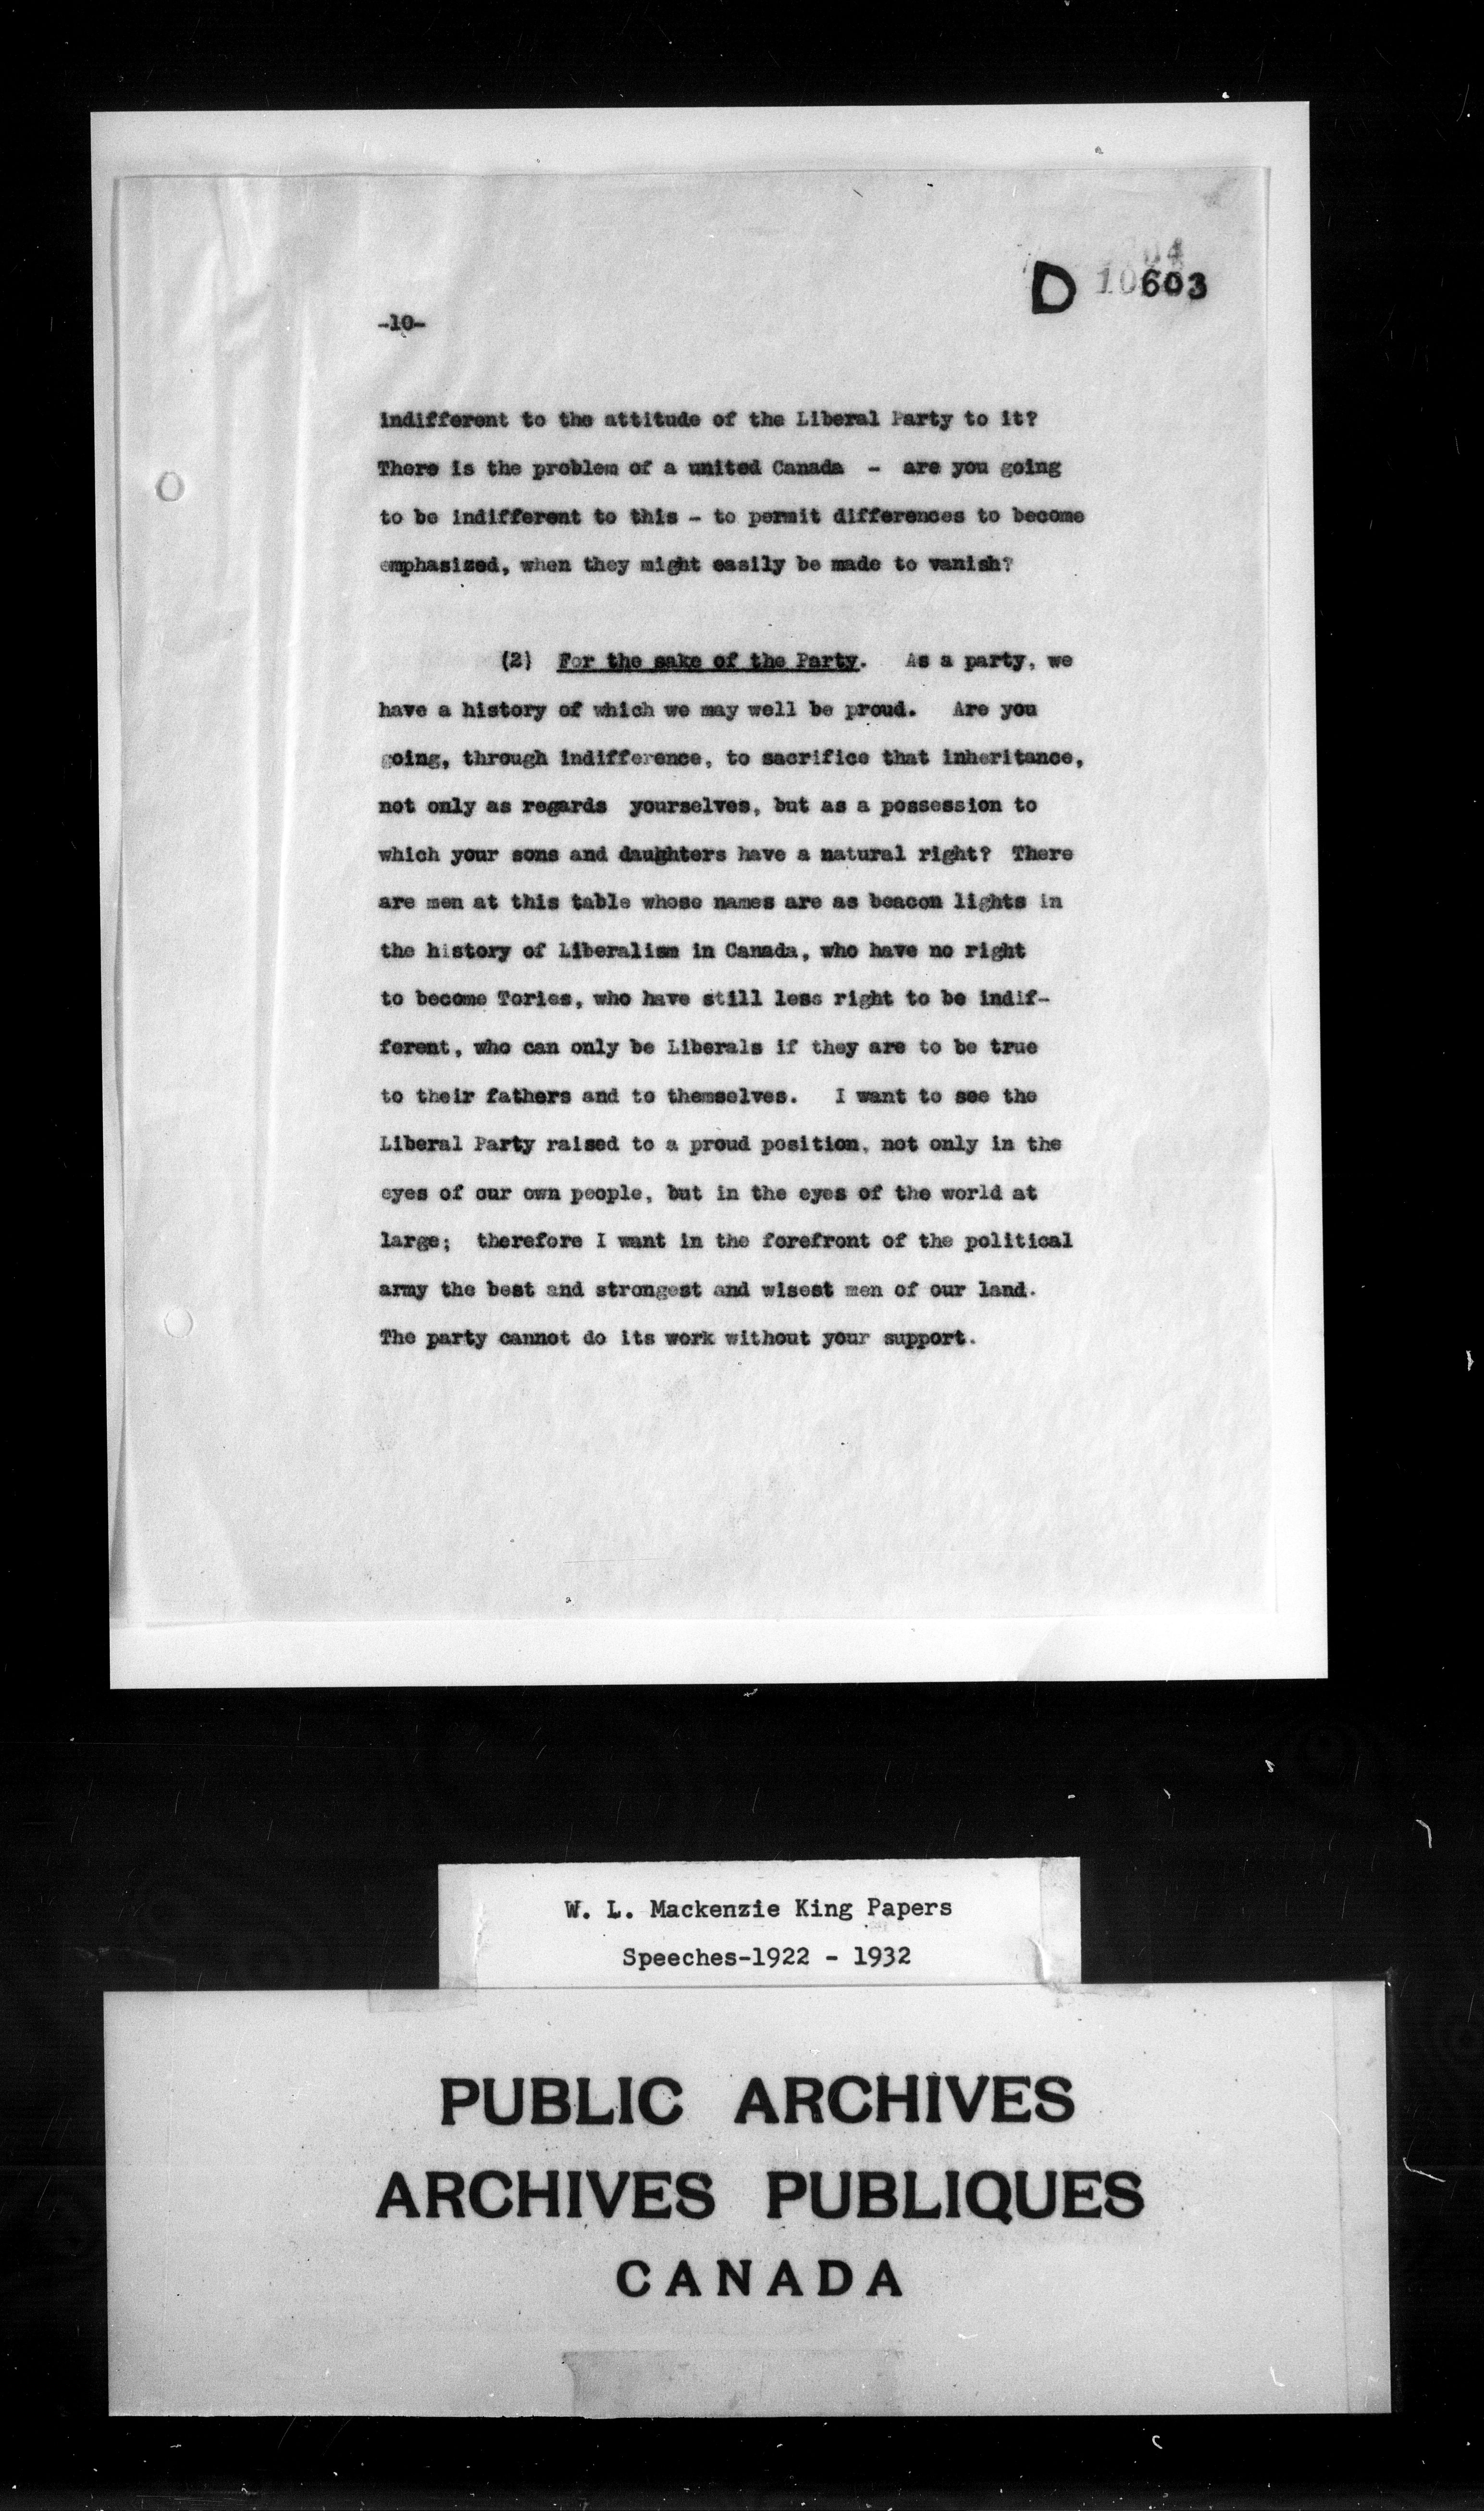 D 10603
-10-
indifferent to the attitude of the Liberal Party to it?
There is the problem of a united Canada - are you going
to be indifferent to this - to permit differences to become
emphasized, when they might easily be made to vanish?
(2) For the sake of the Party. As a party, we
have a history of which we may well be proud. Are you
going, through indifference, to sacrifice that inheritance,
not only as regards yourselves, but as a possession to
which your sons and daughters have a natural right? There
are men at this table whose names are as beacon lights in
the history of Liberalism in Canada, who have no right
to become Tories, who have still less right to be indif-
ferent, who can only be Liberals if they are to be true
to their fathers and to themselves. I want to see the
Liberal Party raised to a proud position, not only in the
eyes of our own people, but in the eyes of the world at
large; therefore I want in the forefront of the political
army the best and strongest and wisest men of our land.
The party cannot do its work without your support.
W. L. Mackenzie King Papers
Speeches-1922 - 1932
PUBLIC ARCHIVES
ARCHIVES PUBLIQUES
CANADA